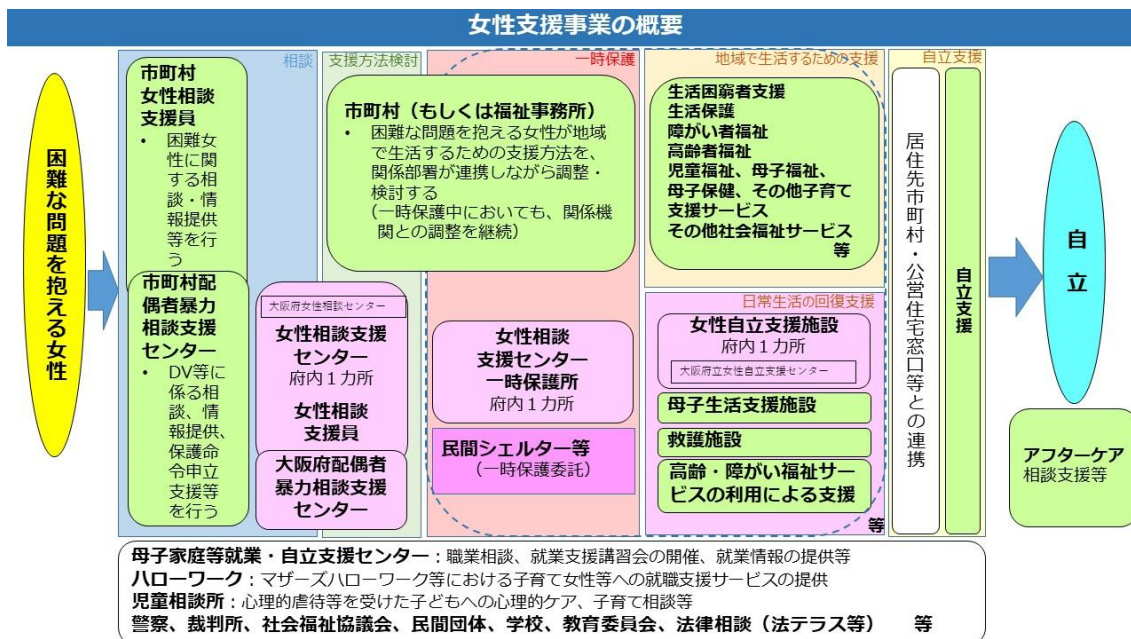 女性支援事業の概要
困難な問題を抱える女性
相談
市町村
女性相談
支援員
• 困難女
性に関
する相
談・情
報提供
等を行
う
市町村配
偶者暴力
相談支援
センター
• DV等に
係る相
談、情
報提供、
保護命
令申立
支援等
を行う
大阪府女性相談センター
女性相談支援
センター
府内１カ所
女性相談
支援員
大阪府配偶者
暴力相談支援
センター
支援方法検討
市町村（もしくは福祉事務所）
• 困難な問題を抱える女性が地域
で生活するための支援方法を、
関係部署が連携しながら調整・
検討する
(一時保護中においても、関係機
関との調整を継続）
一時保護
女性相談
支援センター
一時保護所
府内１カ所
民間シェルター等
（一時保護委託）
地域で生活するための支援
生活困窮者支援
生活保護
障がい者福祉
高齢者福祉
児童福祉、母子福祉、
母子保健、その他子育て
支援サービス
その他社会福祉サービス
等
日常生活の回復支援
女性自立支援施設
府内１カ所
大阪府立女性自立支援センター
母子生活支援施設
救護施設
高齢・障がい福祉サー
ビスの利用による支援
等
自立支援
居住先市町村・公営住宅窓口等との連携
自立支援
自立
アフターケア
相談支援等
母子家庭等就業・自立支援センター：職業相談、就業支援講習会の開催、就業情報の提供等
ハローワーク：マザーズハローワーク等における子育て女性等への就職支援サービスの提供
児童相談所：心理的虐待等を受けた子どもへの心理的ケア、子育て相談等
警察、裁判所、社会福祉協議会、民間団体、学校、教育委員会、法律相談（法テラス等） 等